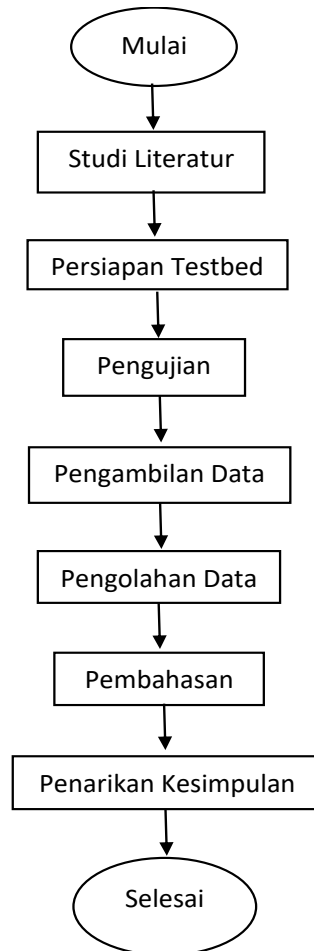 Mulai
Studi Literatur
Persiapan Testbed
Pengujian
Pengambilan Data
Pengolahan Data
Pembahasan
Penarikan Kesimpulan
Selesai